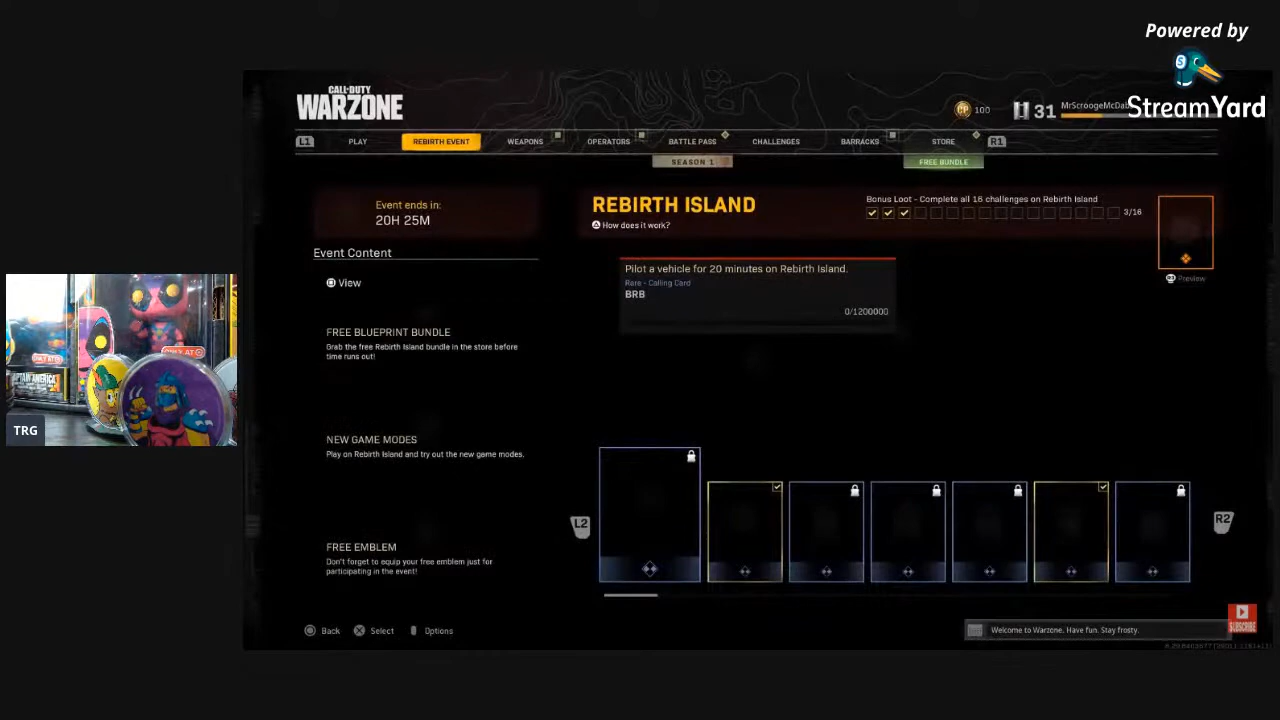 Powered by
StreamYard
CALL OF DUTY
WARZONE
100
31
L1
PLAY
REBIRTH EVENT
WEAPONS
OPERATORS
BATTLE PASS
CHALLENGES
BARRACKS
STORE
R1
SEASON 1
FREE BUNDLE
Event ends in:
20H 25M
REBIRTH ISLAND
How does it work?
Bonus Loot - Complete all 16 challenges on Rebirth Island
3/16
Preview
Event Content
View
Pilot a vehicle for 20 minutes on Rebirth Island.
Rare - Calling Card
BRB
0/1200000
FREE BLUEPRINT BUNDLE
Grab the free Rebirth Island bundle in the store before
time runs out!
NEW GAME MODES
Play on Rebirth Island and try out the new game modes.
L2
R2
FREE EMBLEM
Don't forget to equip your free emblem just for
participating in the event!
Back
Select
Options
Welcome to Warzone. Have fun. Stay frosty.
SUBSCRIBE
CAPTAIN AMERICA
TRG